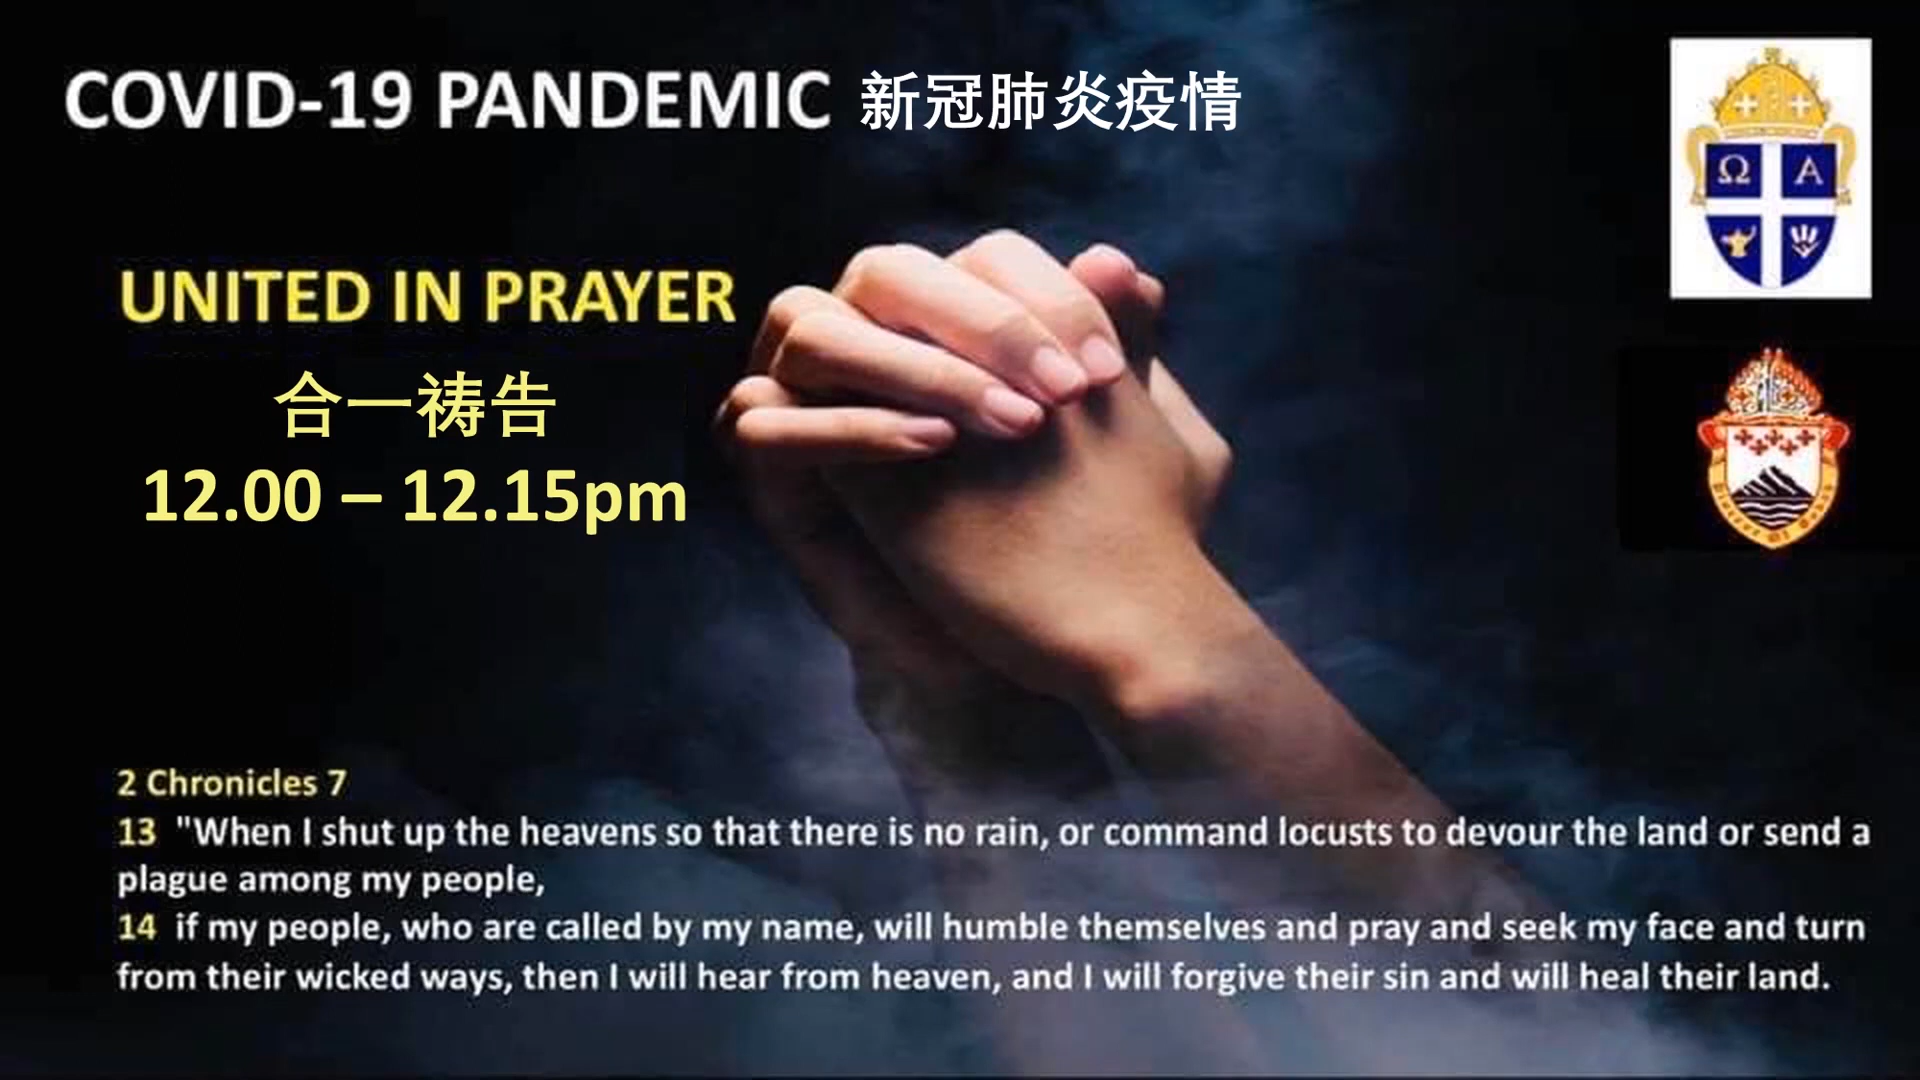 COVID-19 PANDEMIC 新冠肺炎疫情
Ω A
UNITED IN PRAYER
合一祷告
12.00 – 12.15pm
Diocese Of Sabah
2 Chronicles 7
13 "When I shut up the heavens so that there is no rain, or command locusts to devour the land or send a
plague among my people,
14 if my people, who are called by my name, will humble themselves and pray and seek my face and turn
from their wicked ways, then I will hear from heaven, and I will forgive their sin and will heal their land.